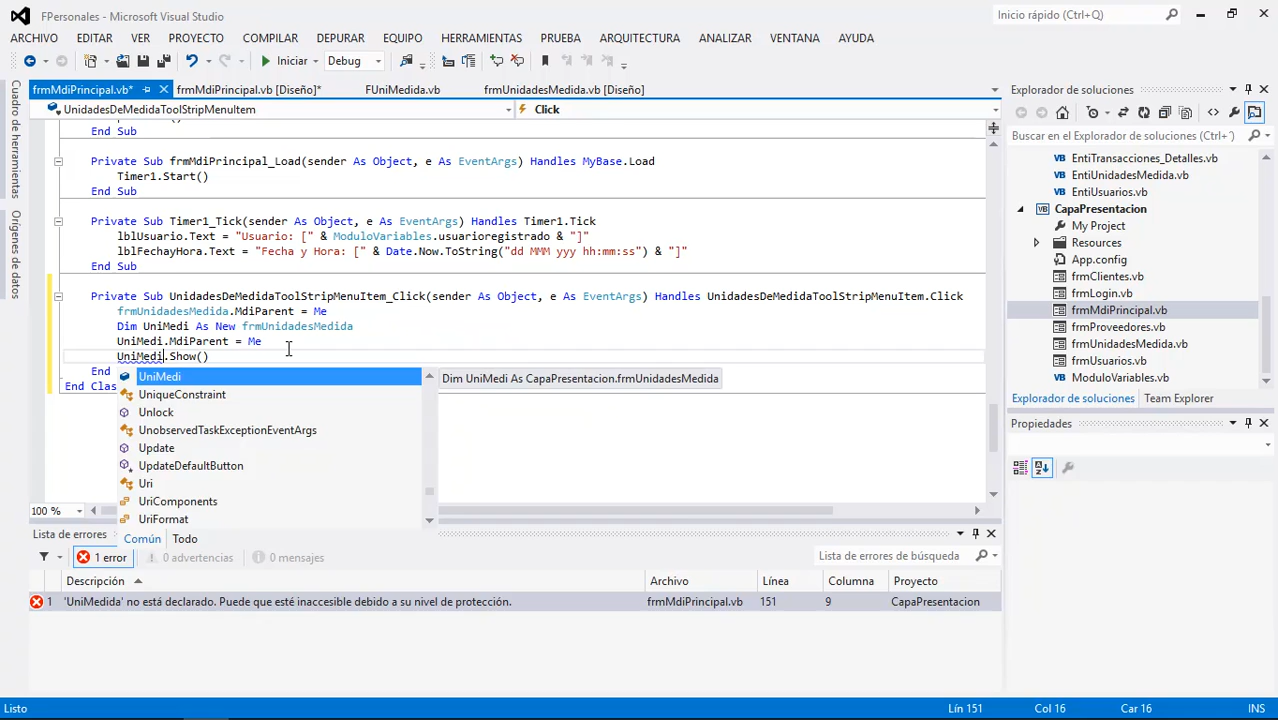 FPersonales - Microsoft Visual Studio
Inicio rápido (Ctrl+Q)
ARCHIVO EDITAR VER PROYECTO COMPILAR DEPURAR EQUIPO HERRAMIENTAS PRUEBA ARQUITECTURA ANALIZAR VENTANA AYUDA
Iniciar Debug
frmMdiPrincipal.vb* frmMdiPrincipal.vb [Diseño]* FUniMedida.vb frmUnidadesMedida.vb [Diseño]
UnidadesDeMedidaToolStripMenuItem Click
Cuadro de herramientas
Orígenes de datos
End Sub
Private Sub frmMdiPrincipal_Load(sender As Object, e As EventArgs) Handles MyBase.Load
Timer1.Start()
End Sub
Private Sub Timer1_Tick(sender As Object, e As EventArgs) Handles Timer1.Tick
lblUsuario.Text = "Usuario: [" & ModuloVariables.usuarioregistrado & "]"
lblFechayHora.Text = "Fecha y Hora: [" & Date.Now.ToString("dd MMM yyy hh:mm:ss") & "]"
End Sub
Private Sub UnidadesDeMedidaToolStripMenuItem_Click(sender As Object, e As EventArgs) Handles UnidadesDeMedidaToolStripMenuItem.Click
frmUnidadesMedida.MdiParent = Me
Dim UniMedi As New frmUnidadesMedida
UniMedi.MdiParent = Me
UniMedi.Show()
End
End Clas
UniMedi
UniqueConstraint
Unlock
UnobservedTaskExceptionEventArgs
Update
UpdateDefaultButton
Uri
UriComponents
UriFormat
Común Todo
Dim UniMedi As CapaPresentacion.frmUnidadesMedida
100 %
Lista de errores
1 error 0 advertencias 0 mensajes
Lista de errores de búsqueda
Descripción Archivo Línea Columna Proyecto
1 'UniMedida' no está declarado. Puede que esté inaccesible debido a su nivel de protección. frmMdiPrincipal.vb 151 9 CapaPresentacion
Explorador de soluciones
Buscar en el Explorador de soluciones (Ctrl+´)
VB EntiTransacciones_Detalles.vb
VB EntiUnidadesMedida.vb
VB EntiUsuarios.vb
VB CapaPresentacion
My Project
Resources
App.config
frmClientes.vb
frmLogin.vb
frmMdiPrincipal.vb
frmProveedores.vb
frmUsuarios.vb
VB ModuloVariables.vb
Explorador de soluciones Team Explorer
Propiedades
Listo Lín 151 Col 16 Car 16 INS